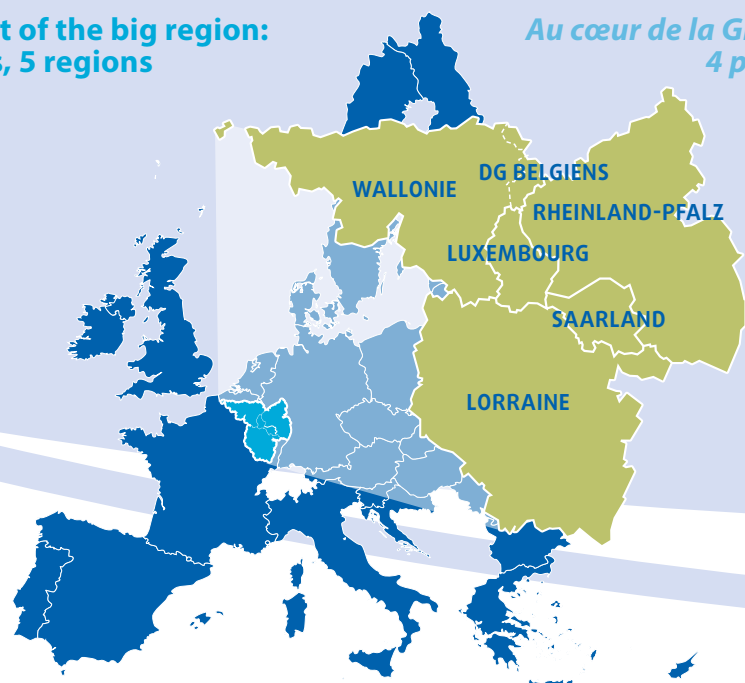 t of the big region:
s, 5 regions
Au cœur de la G
4 p
WALLONIE
DG BELGIENS
RHEINLAND-PFALZ
LUXEMBOURG
SAARLAND
LORRAINE